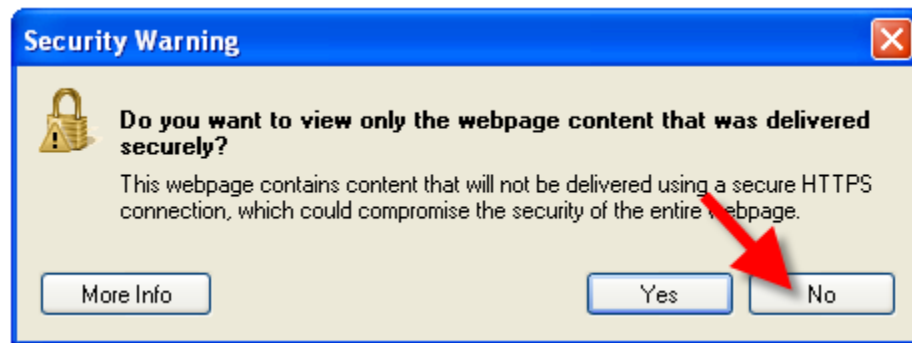 Security Warning
Do you want to view only the webpage content that was delivered
securely?
This webpage contains content that will not be delivered using a secure HTTPS
connection, which could compromise the security of the entire webpage.
More Info
Yes
No